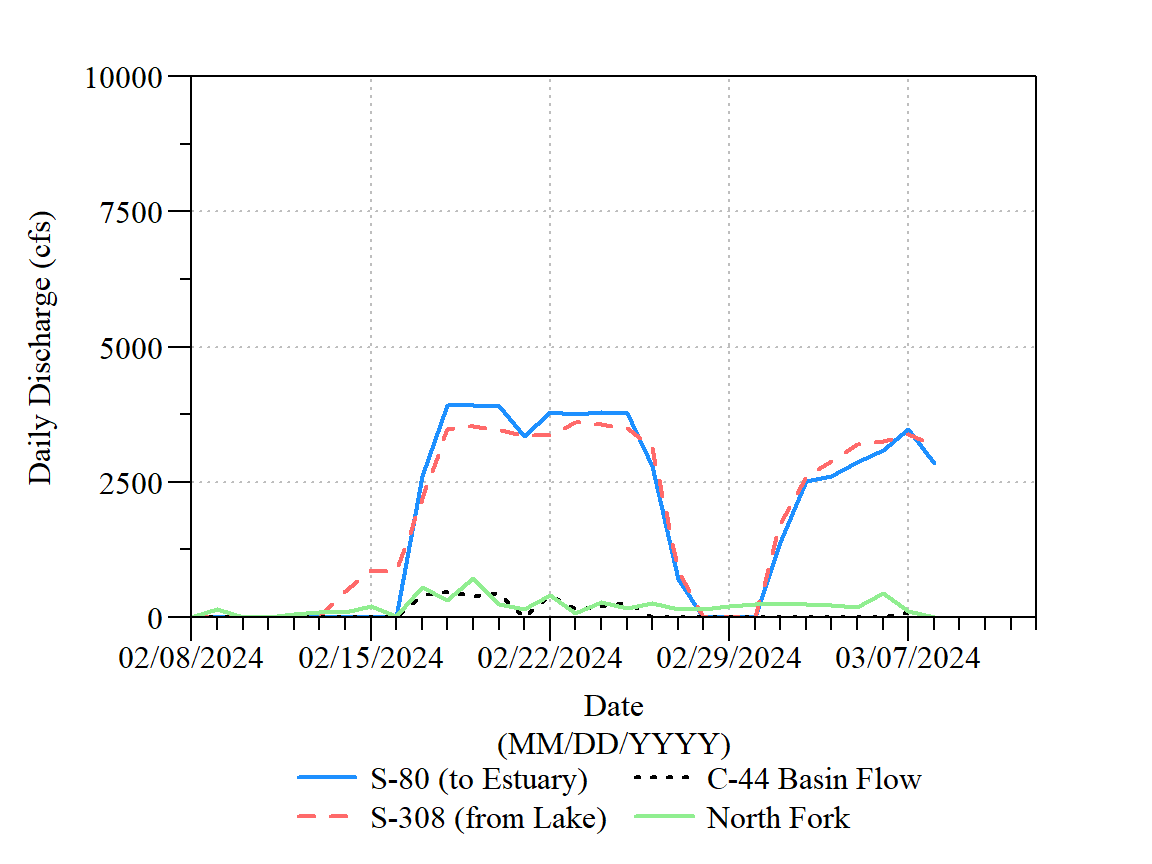 10000
7500
5000
2500
0
Daily Discharge (cfs)
02/08/2024 02/15/2024 02/22/2024 02/29/2024 03/07/2024
Date
(MM/DD/YYYY)
S-80 (to Estuary) C-44 Basin Flow
S-308 (from Lake) North Fork